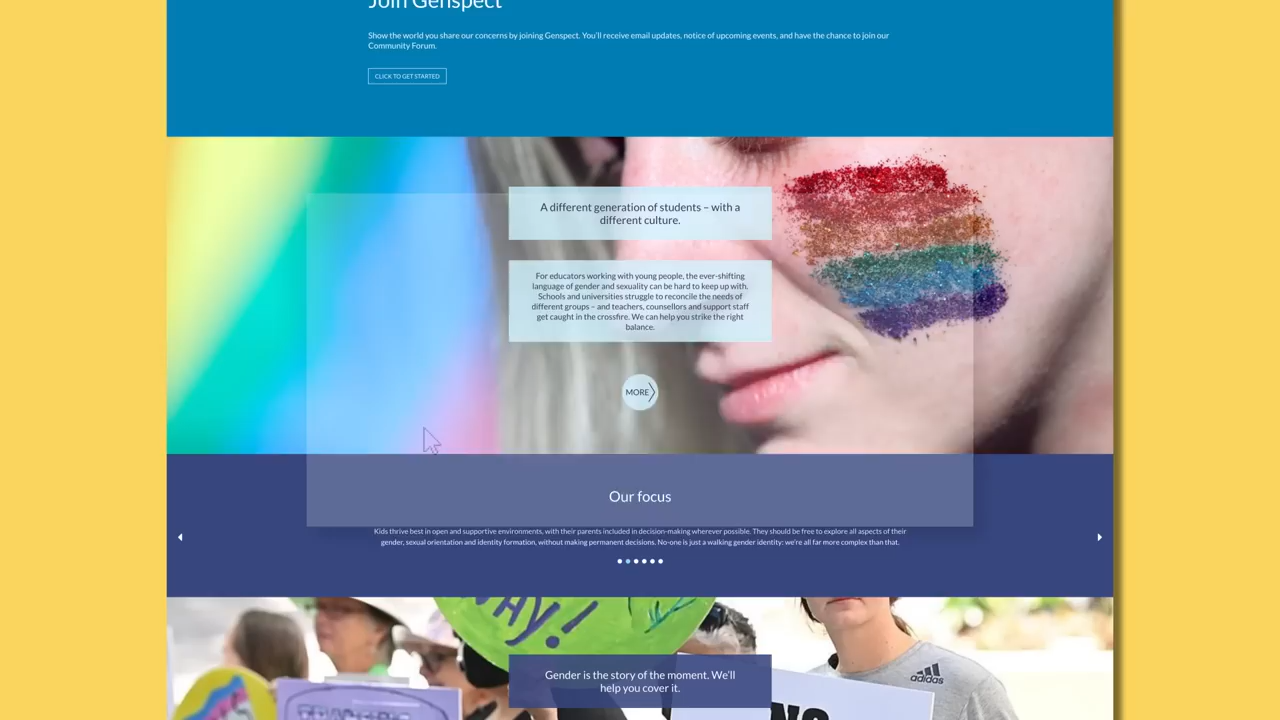 Join Genspect
Show the world you share our concerns by joining Genspect. You'll receive email updates, notice of upcoming events, and have the chance to join our
Community Forum.
CLICK TO GET STARTED
A different generation of students – with a
different culture.
For educators working with young people, the ever-shifting
language of gender and sexuality can be hard to keep up with.
Schools and universities struggle to reconcile the needs of
different groups – and teachers, counsellors and support staff
get caught in the crossfire. We can help you strike the right
balance.
MORE
Our focus
Kids thrive best in open and supportive environments, with their parents included in decision-making wherever possible. They should be free to explore all aspects of their
gender, sexual orientation and identity formation, without making permanent decisions. No-one is just a walking gender identity: we're all far more complex than that.
WAY!
Gender is the story of the moment. We'll
help you cover it.
adidas